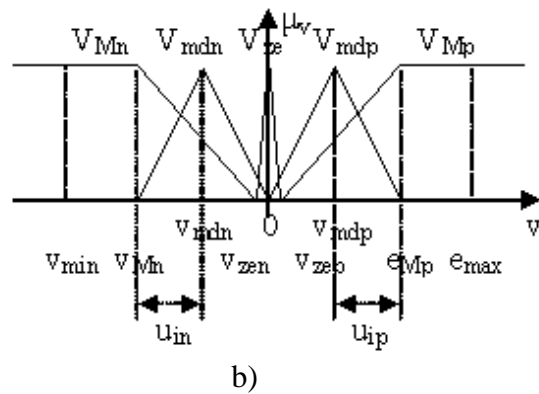 V_Mn V_mdn V_ze μ_v V_mdp V_Mp
v_mdn 0 v_mdp v
v_min v_Mn v_zen v_zep e_Mp e_max
u_in u_ip
b)